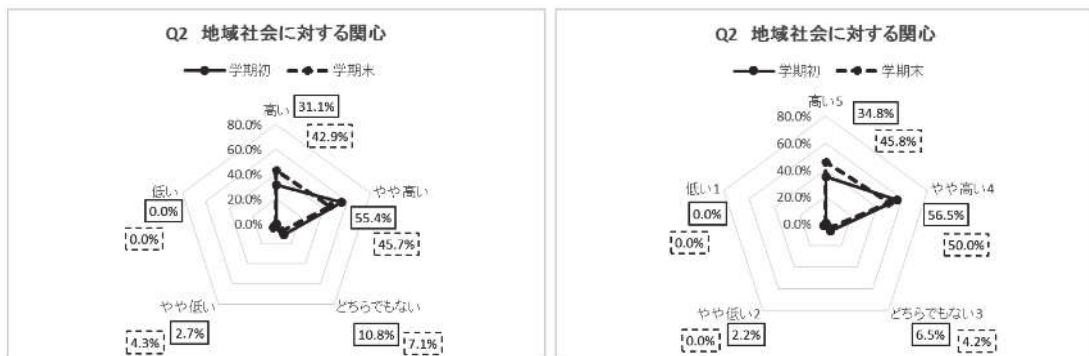 Q2 地域社会に対する関心
学期初 学期末
高い 31.1%
42.9%
80.0%
60.0%
40.0%
20.0%
0.0%
低い
0.0%
0.0%
やや高い
55.4%
45.7%
やや低い
4.3% 2.7%
どちらでもない
10.8% 7.1%
Q2 地域社会に対する関心
学期初 学期末
高い5 34.8%
45.8%
80.0%
60.0%
40.0%
20.0%
0.0%
低い1
0.0%
0.0%
やや高い4
56.5%
50.0%
やや低い2
0.0% 2.2%
どちらでもない3
6.5% 4.2%